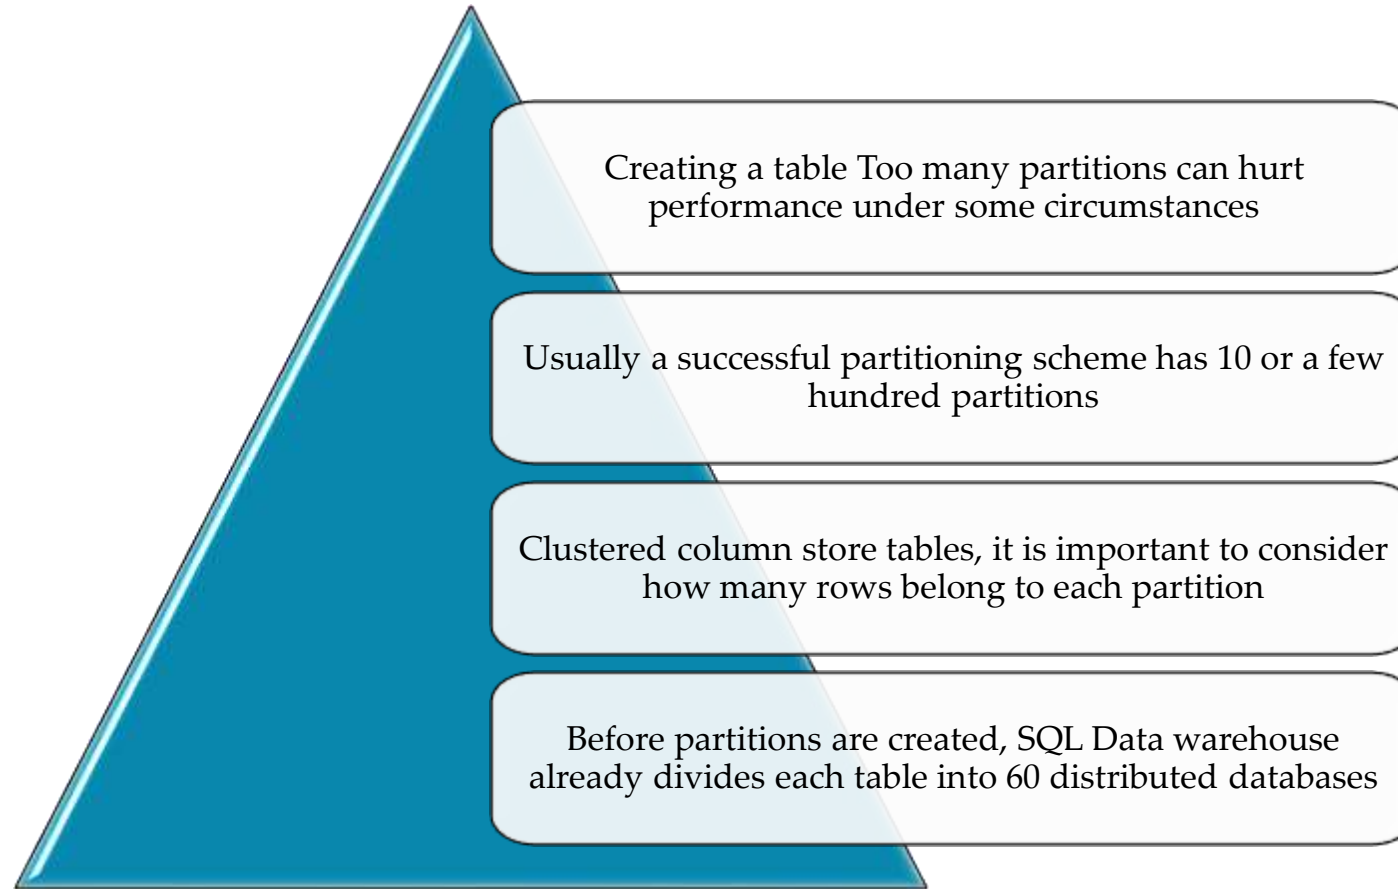 Creating a table Too many partitions can hurt
performance under some circumstances
Usually a successful partitioning scheme has 10 or a few
hundred partitions
Clustered column store tables, it is important to consider
how many rows belong to each partition
Before partitions are created, SQL Data warehouse
already divides each table into 60 distributed databases